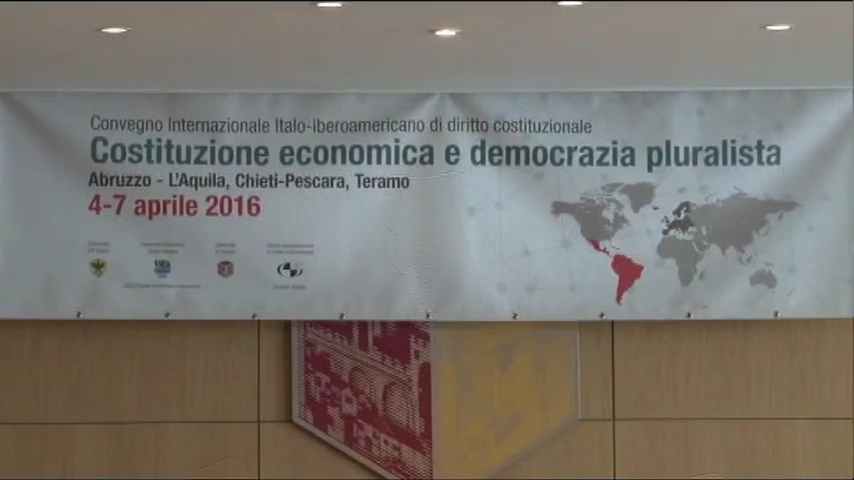 Convegno Internazionale Italo-iberoamericano di diritto costituzionale
Costituzione economica e democrazia pluralista
Abruzzo - L'Aquila, Chieti-Pescara, Teramo
4-7 aprile 2016